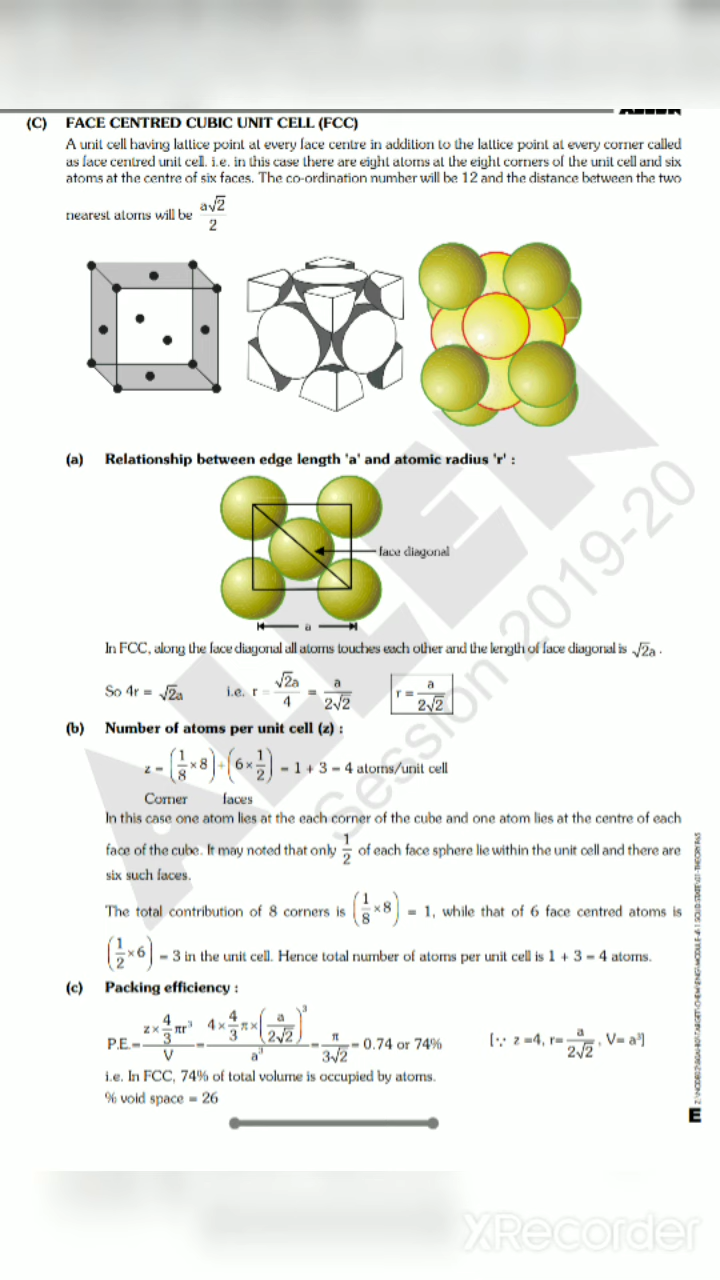 ALLEN
(C) FACE CENTRED CUBIC UNIT CELL (FCC)
A unit cell having lattice point at every face centre in addition to the lattice point at every corner called
as face centred unit cell. i.e. in this case there are eight atoms at the eight corners of the unit cell and six
atoms at the centre of six faces. The co-ordination number will be 12 and the distance between the two
nearest atoms will be a√2/2
(a) Relationship between edge length 'a' and atomic radius 'r' :
face diagonal
a
In FCC, along the face diagonal all atoms touches each other and the length of face diagonal is √2a .
So 4r = √2a i.e. r = √2a/4 = a/2√2 r = a/2√2
(b) Number of atoms per unit cell (z) :
z = (1/8 × 8) + (6 × 1/2) = 1 + 3 = 4 atoms/unit cell
Corner faces
In this case one atom lies at the each corner of the cube and one atom lies at the centre of each
face of the cube. It may noted that only 1/2 of each face sphere lie within the unit cell and there are
six such faces.
The total contribution of 8 corners is (1/8 × 8) = 1, while that of 6 face centred atoms is
(1/2 × 6) = 3 in the unit cell. Hence total number of atoms per unit cell is 1 + 3 = 4 atoms.
(c) Packing efficiency :
P.E. = (z × 4/3 πr³)/V = (4 × 4/3 π × (a/2√2)³)/a³ = π/3√2 = 0.74 or 74% [∵ z =4, r= a/2√2 , V= a³]
i.e. In FCC, 74% of total volume is occupied by atoms.
% void space = 26
E
ALLEN
Session 2019-20
XRecorder